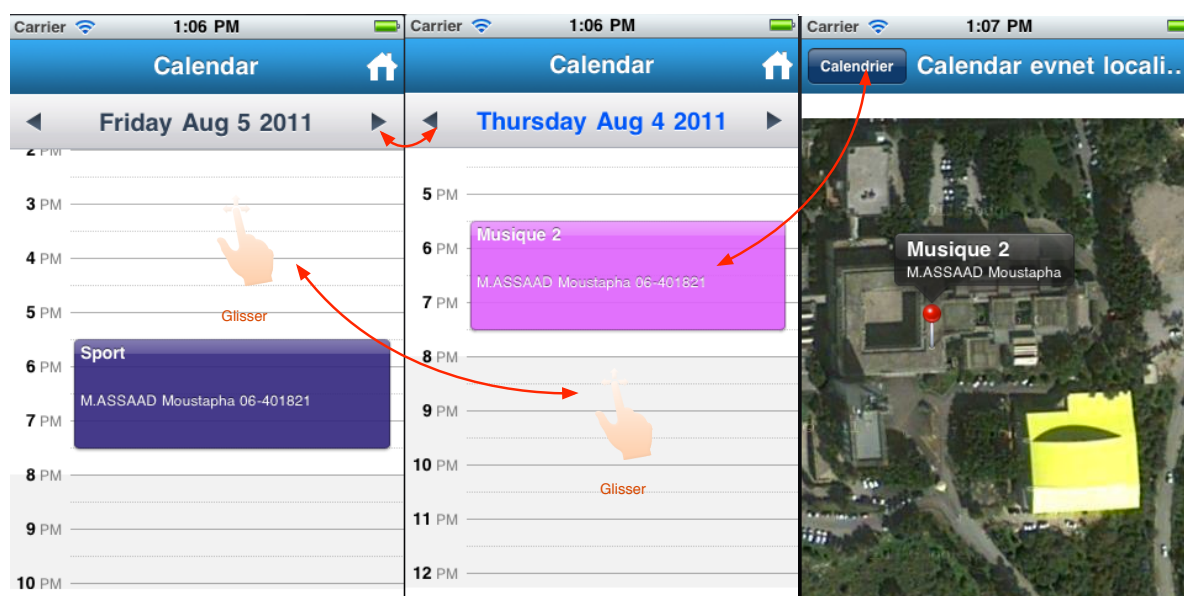 Carrier 1:06 PM
Calendar
Friday Aug 5 2011
2 PM
3 PM
4 PM
5 PM
Glisser
Sport
6 PM
M.ASSAAD Moustapha 06-401821
7 PM
8 PM
9 PM
10 PM
Carrier 1:06 PM
Calendar
Thursday Aug 4 2011
5 PM
Musique 2
6 PM
M.ASSAAD Moustapha 06-401821
7 PM
8 PM
9 PM
10 PM
Glisser
11 PM
12 PM
Carrier 1:07 PM
Calendrier Calendar evnet locali...
Musique 2
M.ASSAAD Moustapha